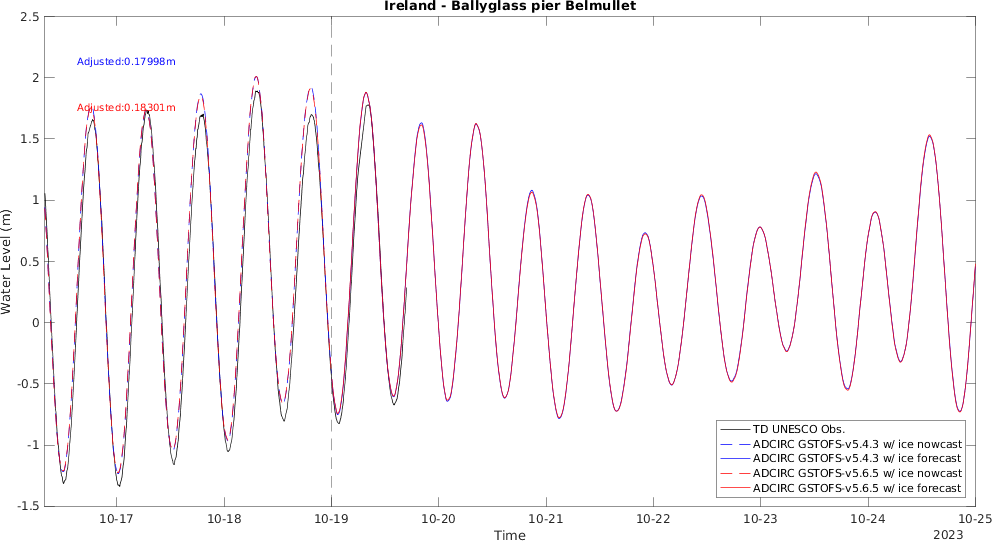 Ireland - Ballyglass pier Belmullet
2.5
2
1.5
1
0.5
0
-0.5
-1
-1.5
Water Level (m)
Adjusted:0.17998m
Adjusted:0.18301m
TD UNESCO Obs.
ADCIRC GSTOFS-v5.4.3 w/ ice nowcast
ADCIRC GSTOFS-v5.4.3 w/ ice forecast
ADCIRC GSTOFS-v5.6.5 w/ ice nowcast
ADCIRC GSTOFS-v5.6.5 w/ ice forecast
10-17 10-18 10-19 10-20 10-21 10-22 10-23 10-24 10-25
Time
2023